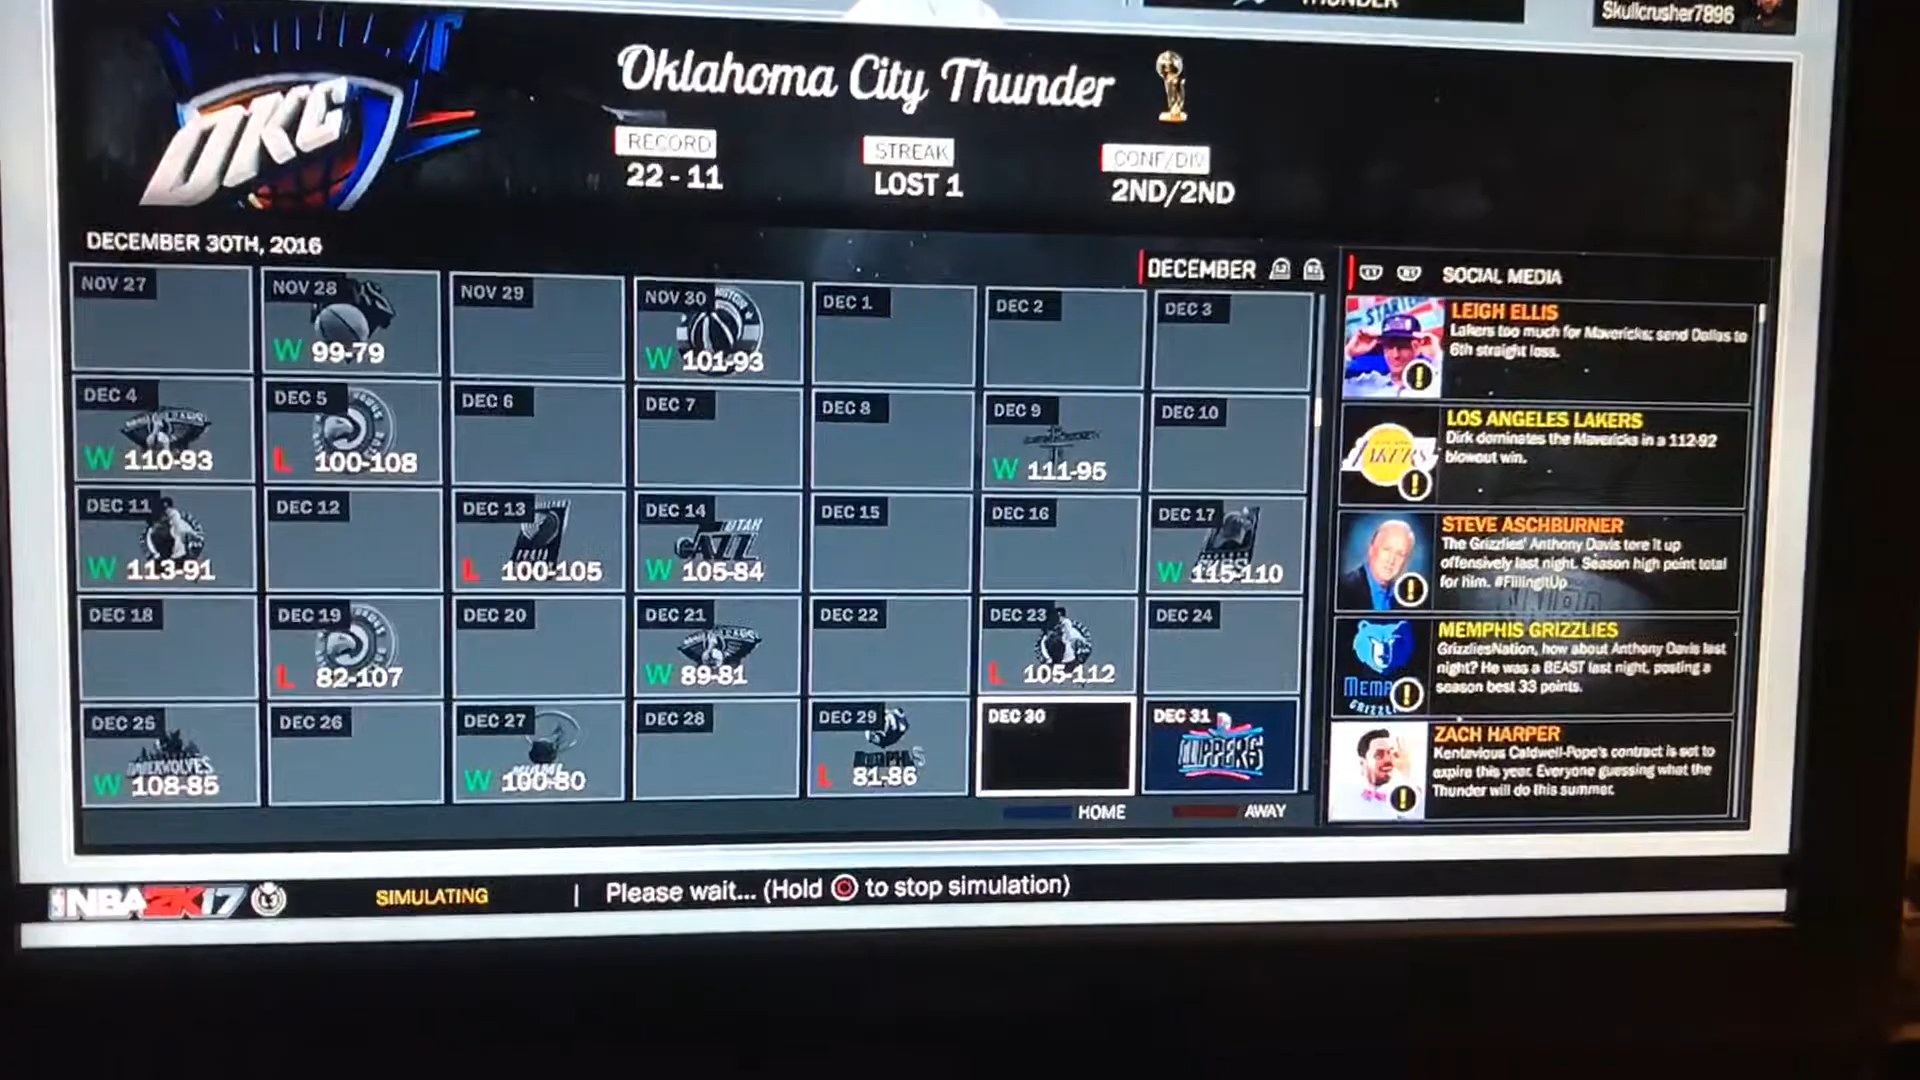 THUNDER
Skullcrusher7896
OKC
Oklahoma City Thunder
RECORD
22 - 11
STREAK
LOST 1
CONF/DIV
2ND/2ND
DECEMBER 30TH, 2016
DECEMBER
NOV 27
NOV 28
W 99-79
NOV 29
NOV 30
W 101-93
DEC 1
DEC 2
DEC 3
DEC 4
W 110-93
DEC 5
L 100-108
DEC 6
DEC 7
DEC 8
DEC 9
W 111-95
DEC 10
DEC 11
W 113-91
DEC 12
DEC 13
L 100-105
DEC 14
UTAH
JAZZ
W 105-84
DEC 15
DEC 16
DEC 17
W 115-110
DEC 18
DEC 19
L 82-107
DEC 20
DEC 21
W 89-81
DEC 22
DEC 23
L 105-112
DEC 24
DEC 25
W 108-85
DEC 26
DEC 27
W 100-80
DEC 28
DEC 29
L 81-86
DEC 30
DEC 31
CLIPPERS
HOME
AWAY
SOCIAL MEDIA
LEIGH ELLIS
Lakers too much for Mavericks; send Dallas to
6th straight loss.
LOS ANGELES LAKERS
Dirk dominates the Mavericks in a 112-92
blowout win.
STEVE ASCHBURNER
The Grizzlies' Anthony Davis tore it up
offensively last night. Season high point total
for him. #FillingItUp
MEMPHIS GRIZZLIES
GrizzliesNation, how about Anthony Davis last
night? He was a BEAST last night, posting a
season best 33 points.
ZACH HARPER
Kentavious Caldwell-Pope's contract is set to
expire this year. Everyone guessing what the
Thunder will do this summer.
NBA2K17
SIMULATING
| Please wait... (Hold to stop simulation)